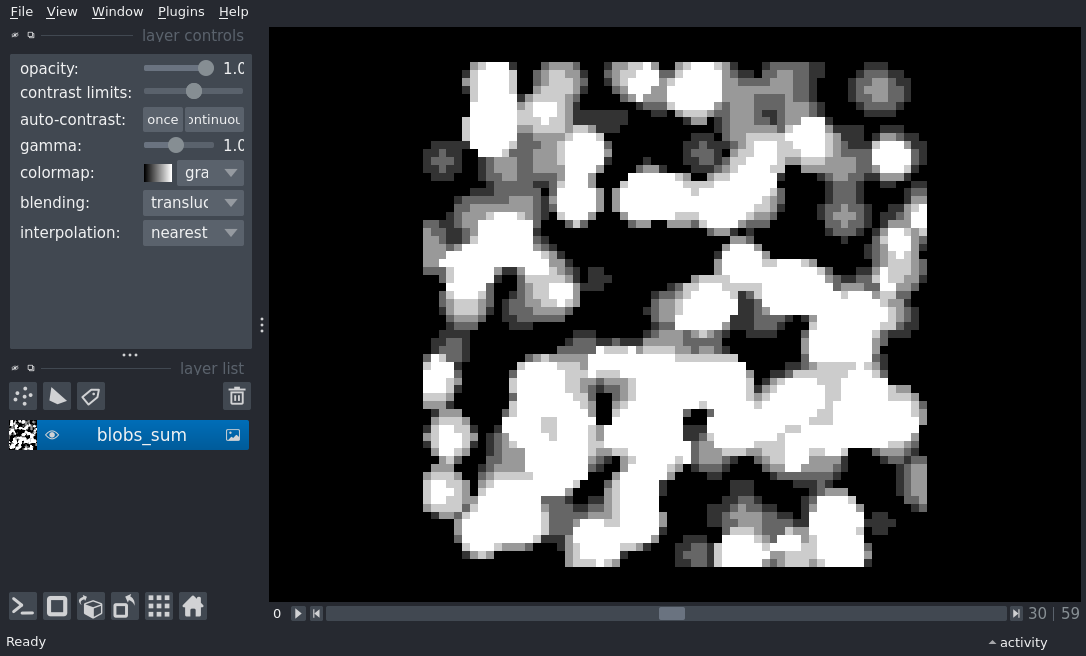 File View Window Plugins Help
layer controls
opacity: 1.0
contrast limits:
auto-contrast: once ontinuou
gamma: 1.0
colormap: gra
blending: transluc
interpolation: nearest
layer list
blobs_sum
0 30 | 59
Ready activity